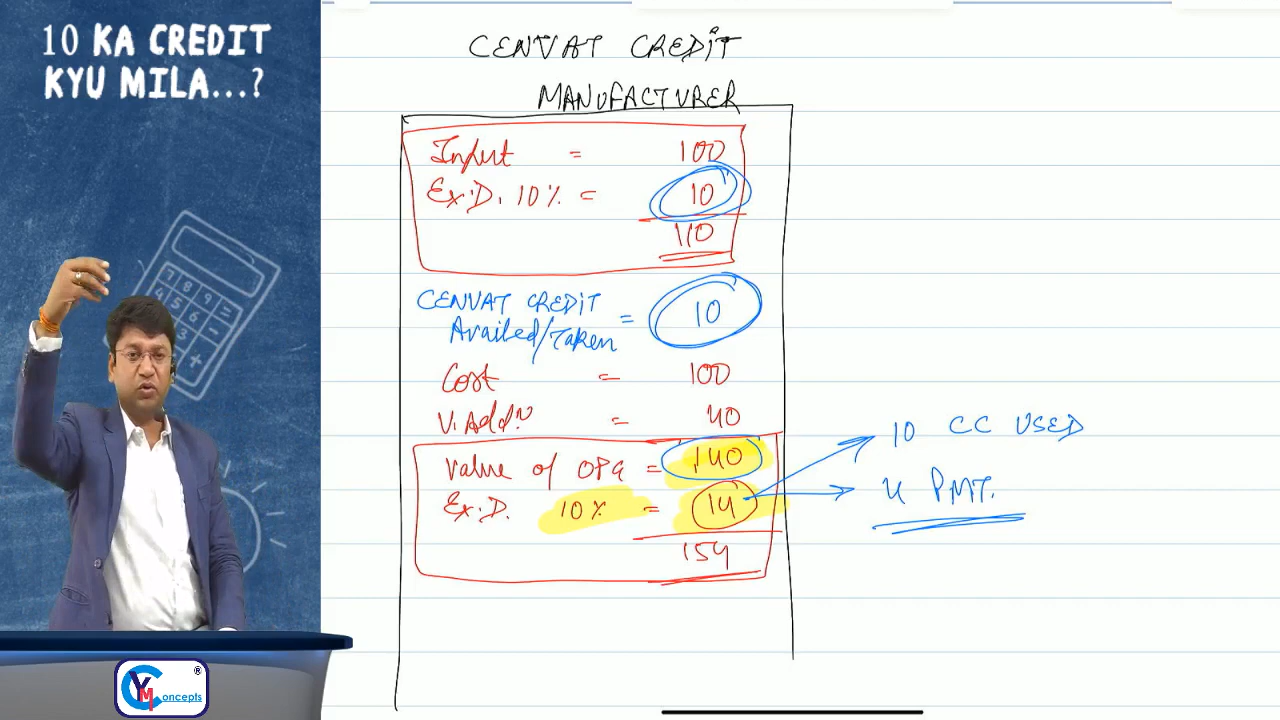 10 KA CREDIT
KYU MILA...?
CENVAT CREDIT
MANUFACTURER
Input = 100
Ex.D. 10% = 10
110
CENVAT CREDIT
Availed/Taken = 10
Cost = 100
V. Addn = 40
Value of OPG = 140
Ex.D. 10% = 14
154
10 CC USED
4 PMT.
CYM Concepts ®